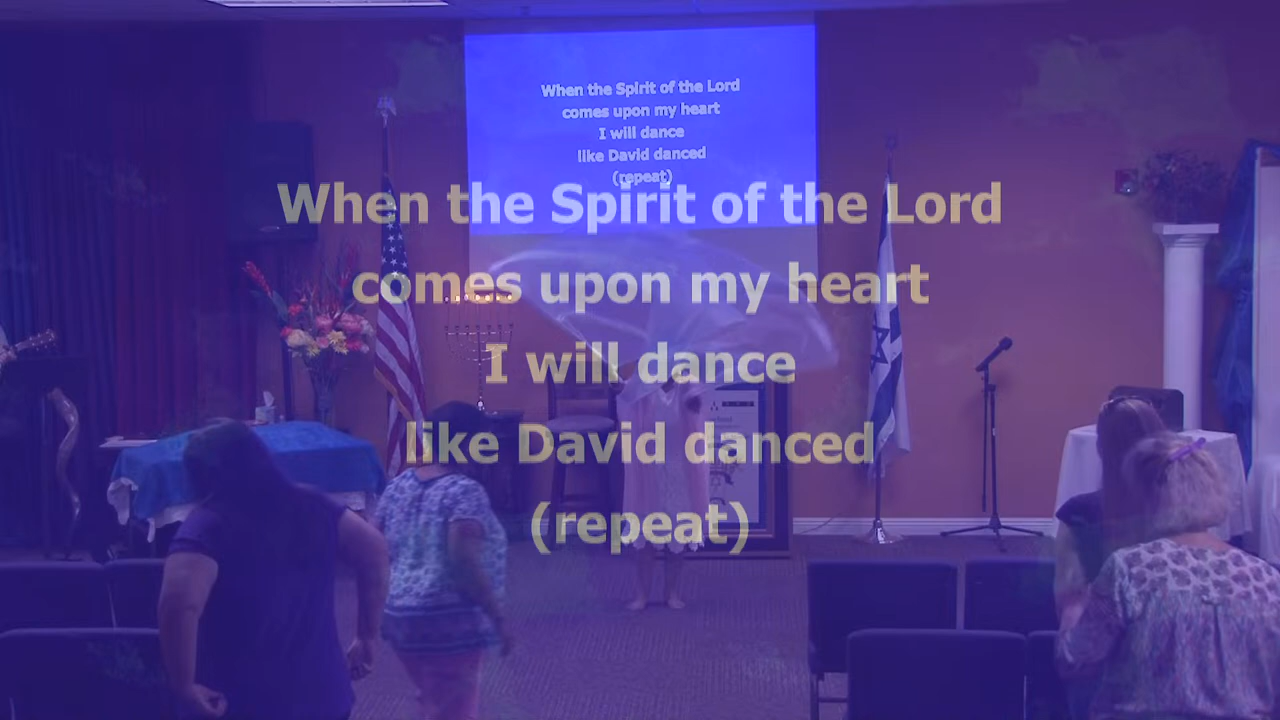 When the Spirit of the Lord
comes upon my heart
I will dance
like David danced
(repeat)
When the Spirit of the Lord
comes upon my heart
I will dance
like David danced
(repeat)